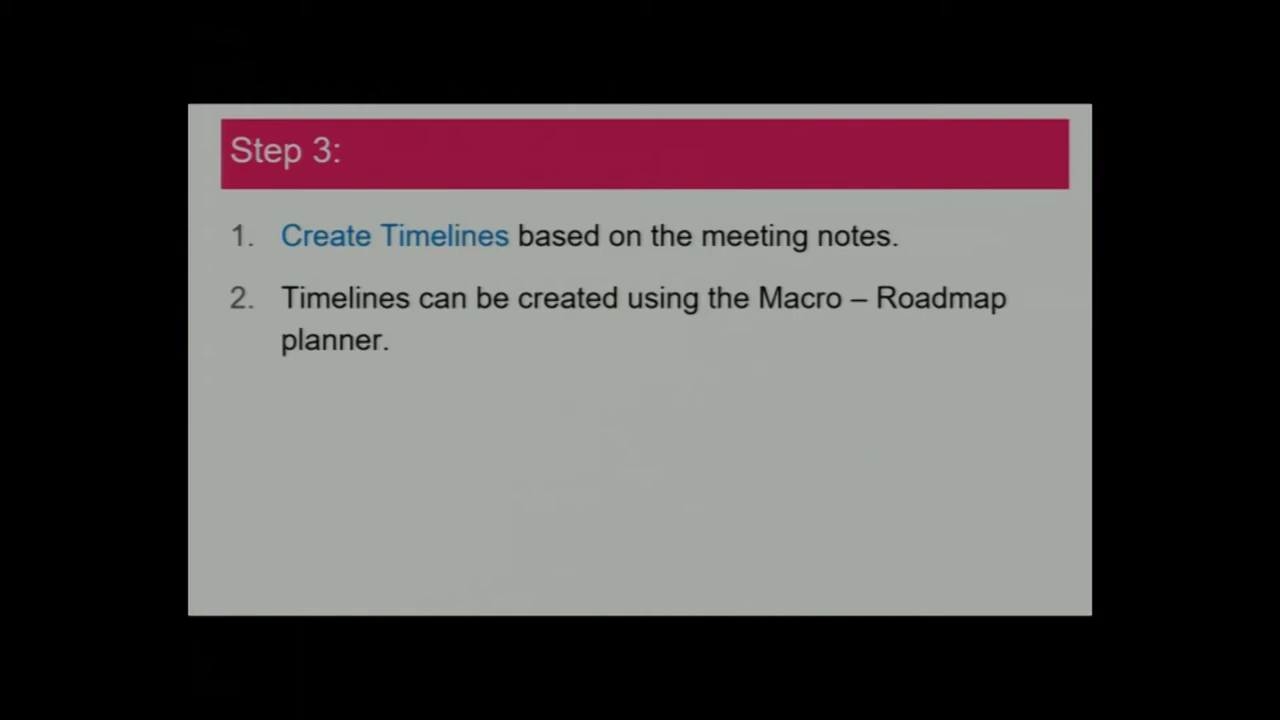 Step 3:
1. Create Timelines based on the meeting notes.
2. Timelines can be created using the Macro – Roadmap
planner.